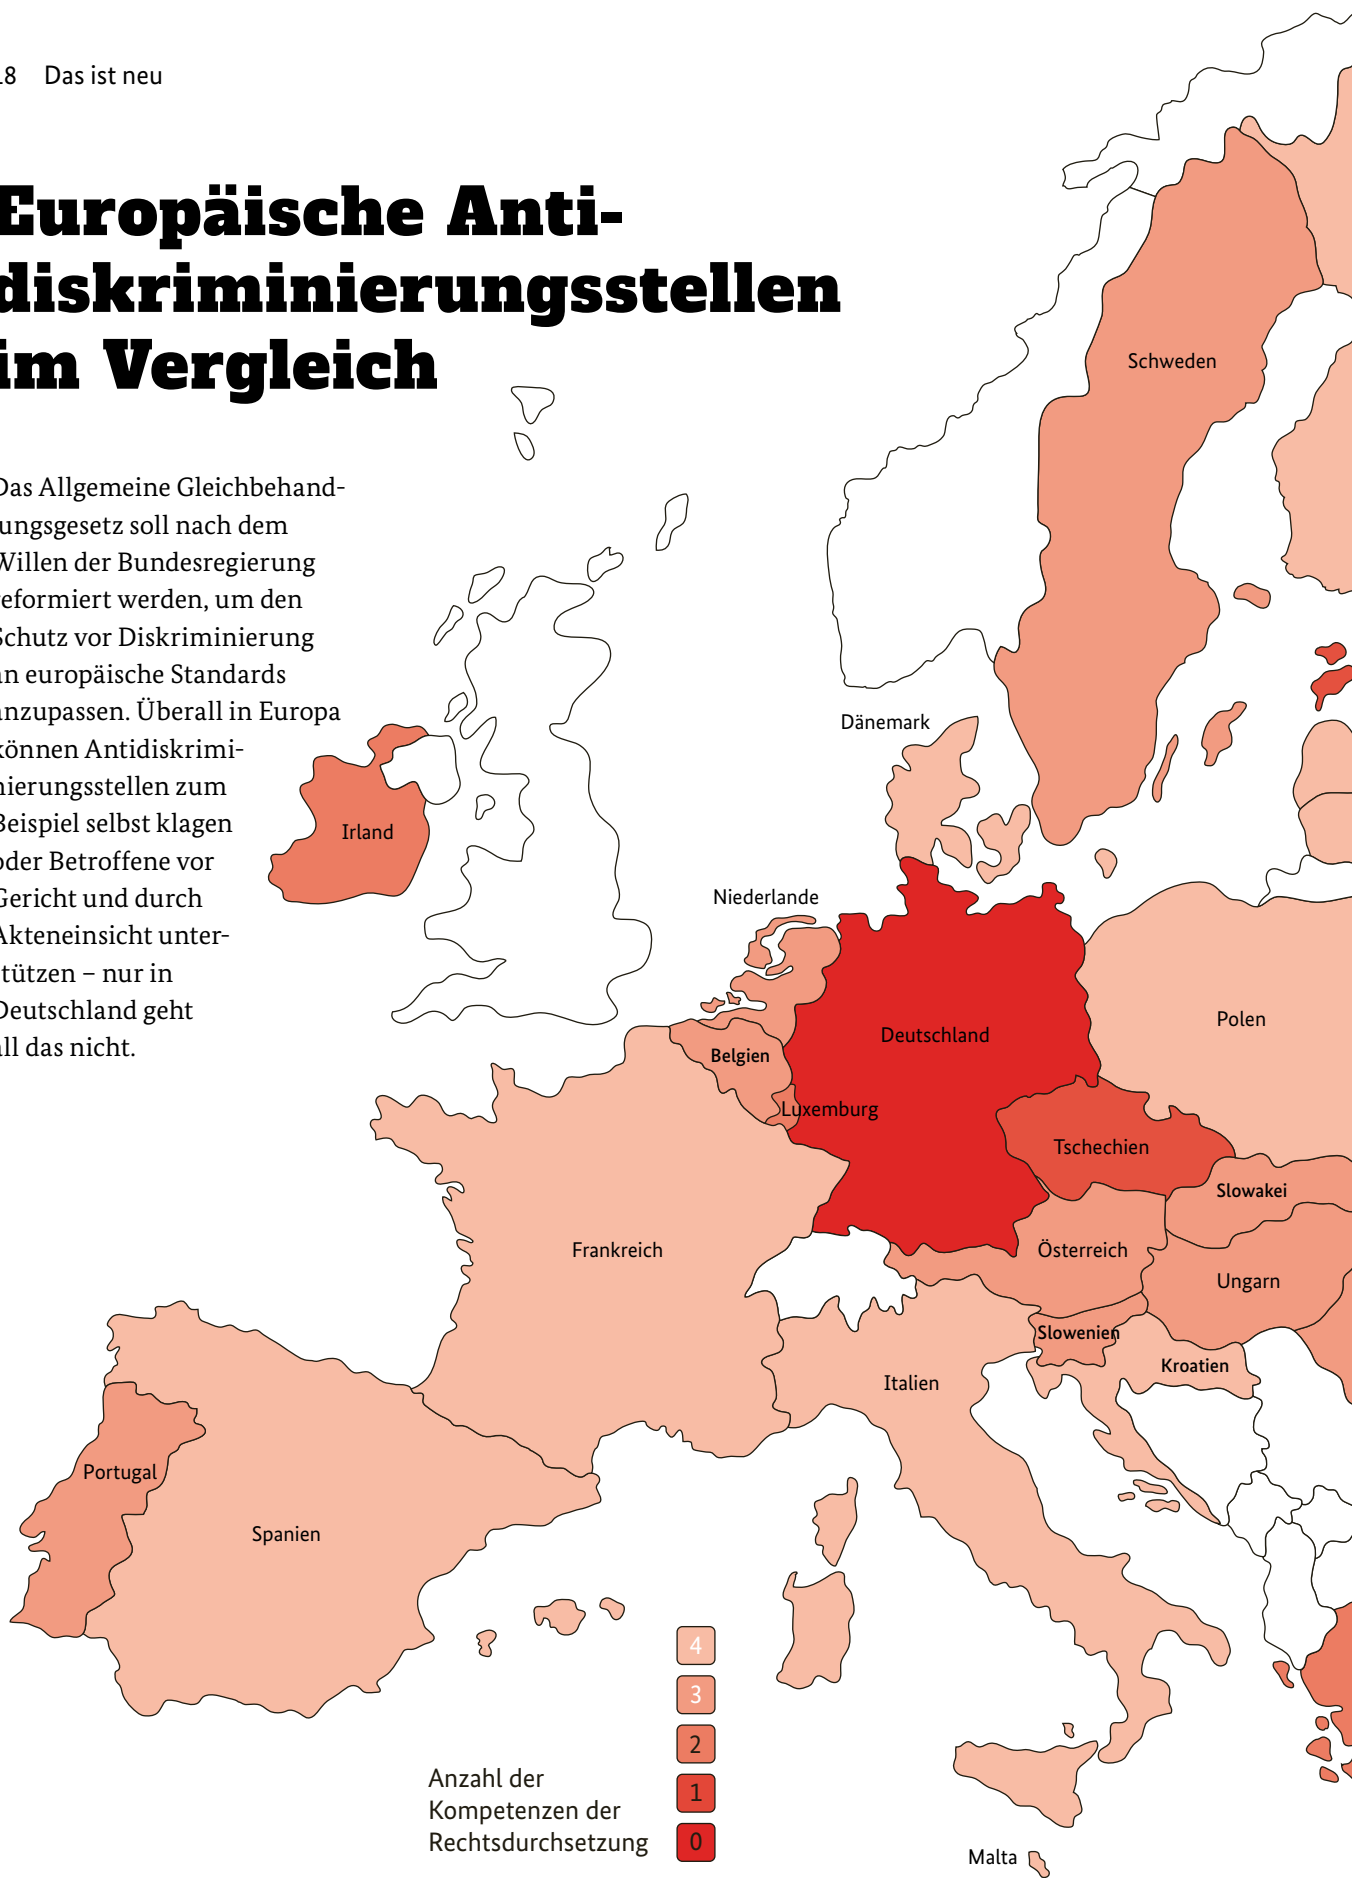 18 Das ist neu
Europäische Anti-
diskriminierungsstellen
im Vergleich
Das Allgemeine Gleichbehand-
lungsgesetz soll nach dem
Willen der Bundesregierung
reformiert werden, um den
Schutz vor Diskriminierung
an europäische Standards
anzupassen. Überall in Europa
können Antidiskrimi-
nierungsstellen zum
Beispiel selbst klagen
oder Betroffene vor
Gericht und durch
Akteneinsicht unter-
stützen – nur in
Deutschland geht
all das nicht.
Schweden
Dänemark
Irland
Niederlande
Deutschland
Polen
Belgien
Luxemburg
Tschechien
Slowakei
Frankreich
Österreich
Ungarn
Slowenien
Kroatien
Italien
Portugal
Spanien
4
3
2
1
0
Anzahl der
Kompetenzen der
Rechtsdurchsetzung
Malta